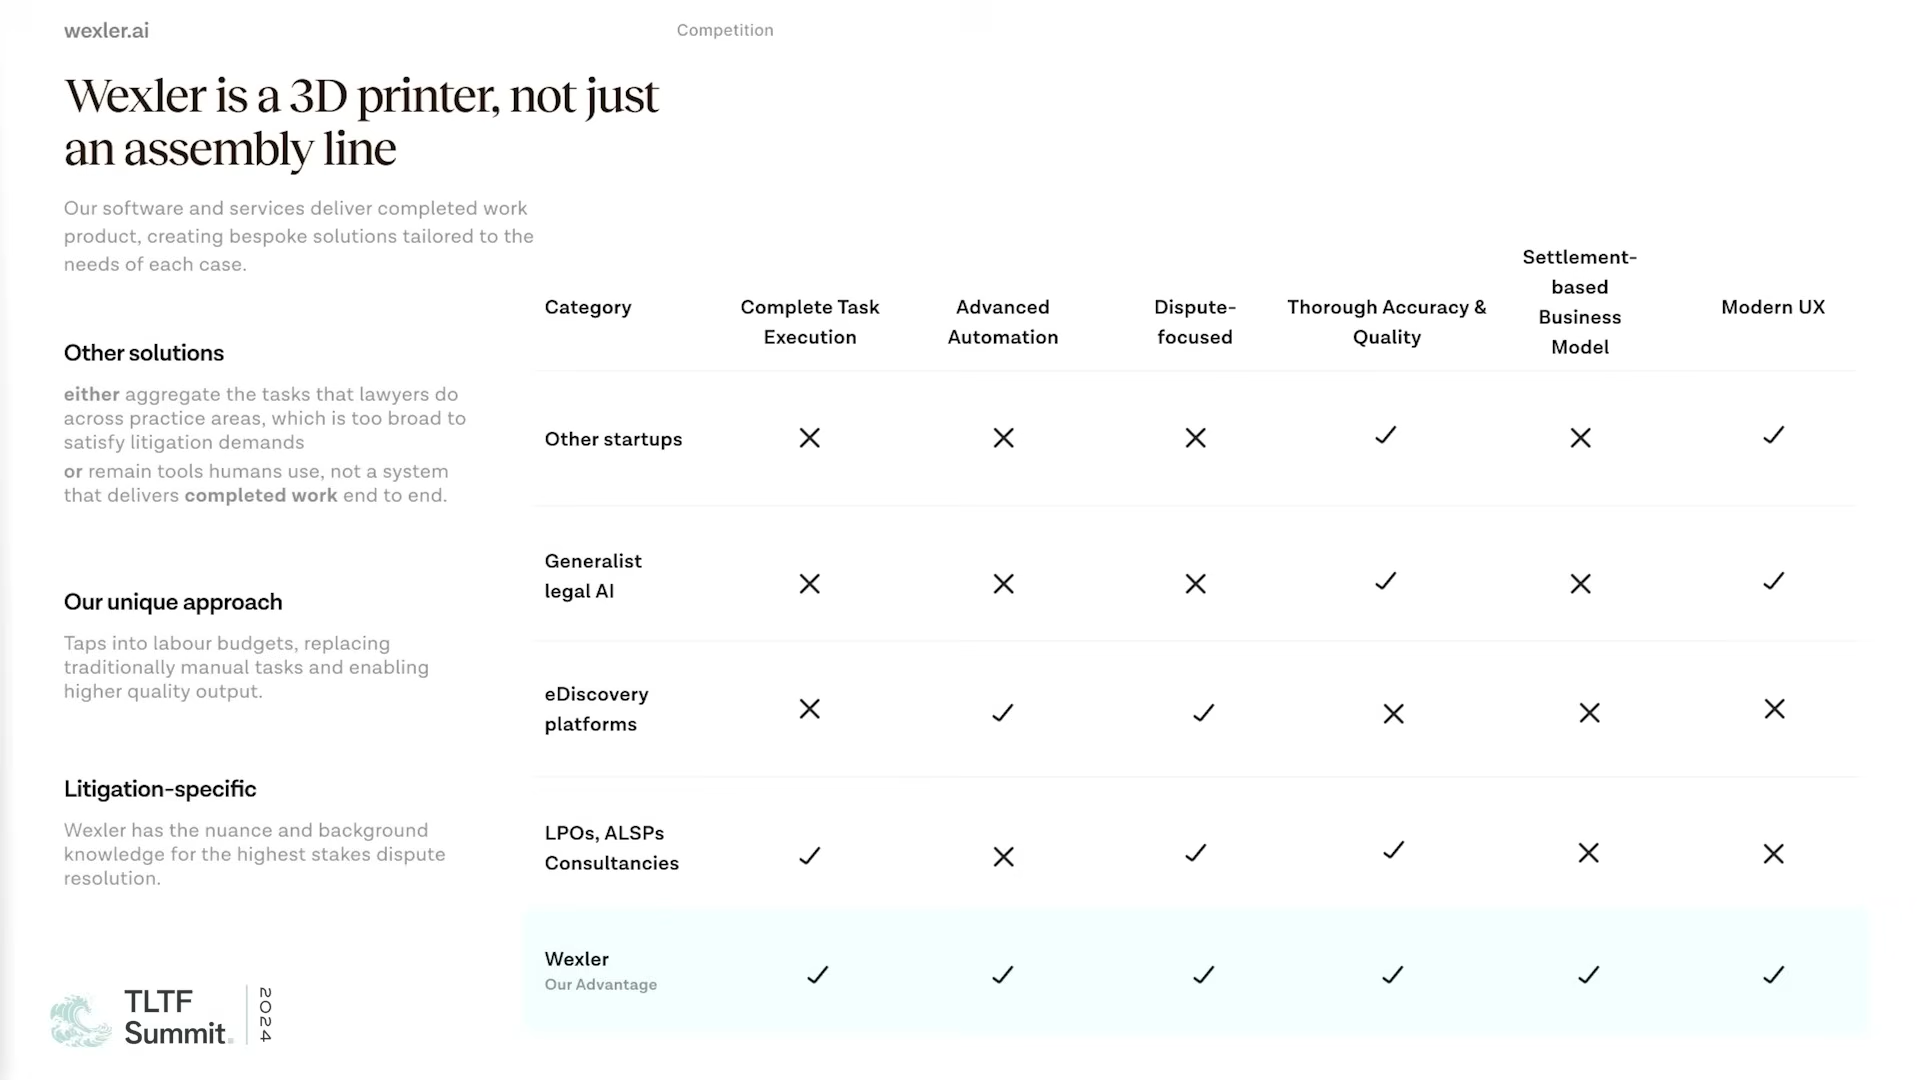 wexler.ai
Competition
Wexler is a 3D printer, not just
an assembly line
Our software and services deliver completed work
product, creating bespoke solutions tailored to the
needs of each case.
Other solutions
either aggregate the tasks that lawyers do
across practice areas, which is too broad to
satisfy litigation demands
or remain tools humans use, not a system
that delivers completed work end to end.
Our unique approach
Taps into labour budgets, replacing
traditionally manual tasks and enabling
higher quality output.
Litigation-specific
Wexler has the nuance and background
knowledge for the highest stakes dispute
resolution.
Category
Complete Task
Execution
Advanced
Automation
Dispute-
focused
Thorough Accuracy &
Quality
Settlement-
based
Business
Model
Modern UX
Other startups
Generalist
legal AI
eDiscovery
platforms
LPOs, ALSPs
Consultancies
Wexler
Our Advantage
TLTF
Summit.
2024